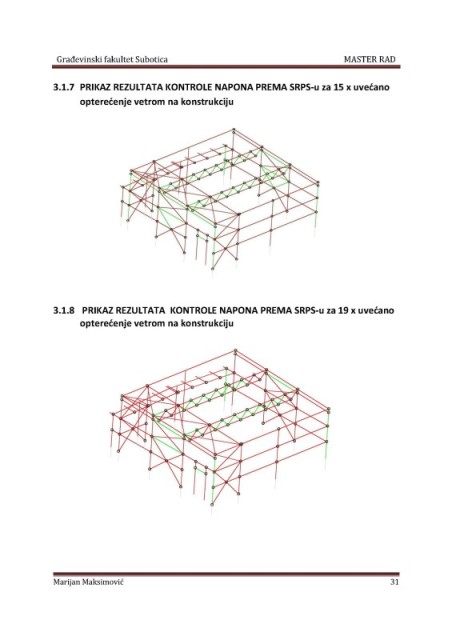 Građevinski fakultet Subotica MASTER RAD
3.1.7 PRIKAZ REZULTATA KONTROLE NAPONA PREMA SRPS-u za 15 x uvećano
opterećenje vetrom na konstrukciju
3.1.8 PRIKAZ REZULTATA KONTROLE NAPONA PREMA SRPS-u za 19 x uvećano
opterećenje vetrom na konstrukciju
Marijan Maksimović 31